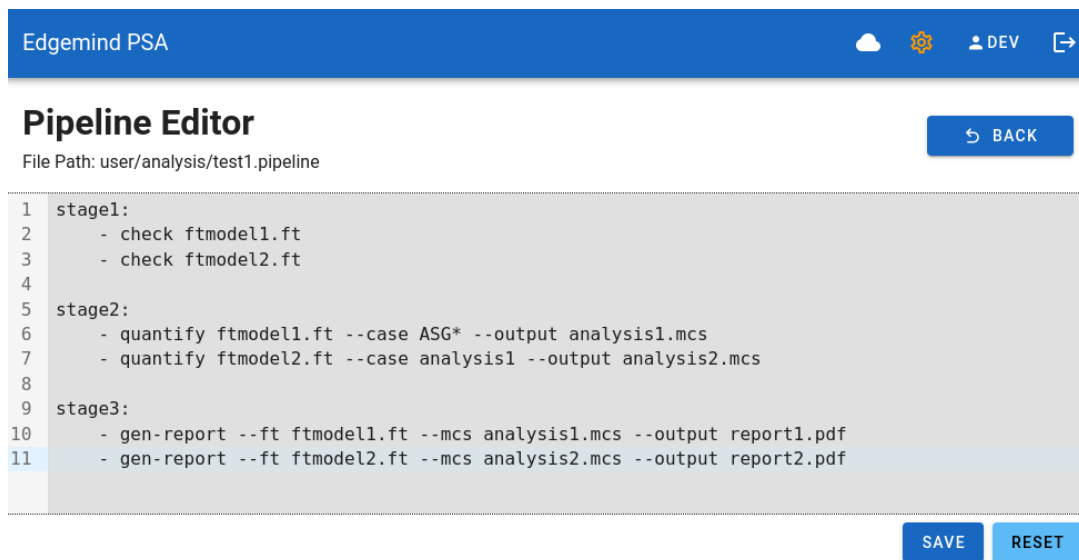 Edgemind PSA
DEV
Pipeline Editor
BACK
File Path: user/analysis/test1.pipeline
1 stage1:
2     - check ftmodel1.ft
3     - check ftmodel2.ft
4
5 stage2:
6     - quantify ftmodel1.ft --case ASG* --output analysis1.mcs
7     - quantify ftmodel2.ft --case analysis1 --output analysis2.mcs
8
9 stage3:
10     - gen-report --ft ftmodel1.ft --mcs analysis1.mcs --output report1.pdf
11     - gen-report --ft ftmodel2.ft --mcs analysis2.mcs --output report2.pdf
SAVE
RESET